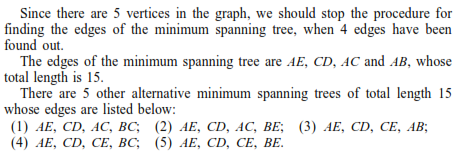 Since there are 5 vertices in the graph, we should stop the procedure for
finding the edges of the minimum spanning tree, when 4 edges have been
found out.
The edges of the minimum spanning tree are AE, CD, AC and AB, whose
total length is 15.
There are 5 other alternative minimum spanning trees of total length 15
whose edges are listed below:
(1) AE, CD, AC, BC; (2) AE, CD, AC, BE; (3) AE, CD, CE, AB;
(4) AE, CD, CE, BC; (5) AE, CD, CE, BE.